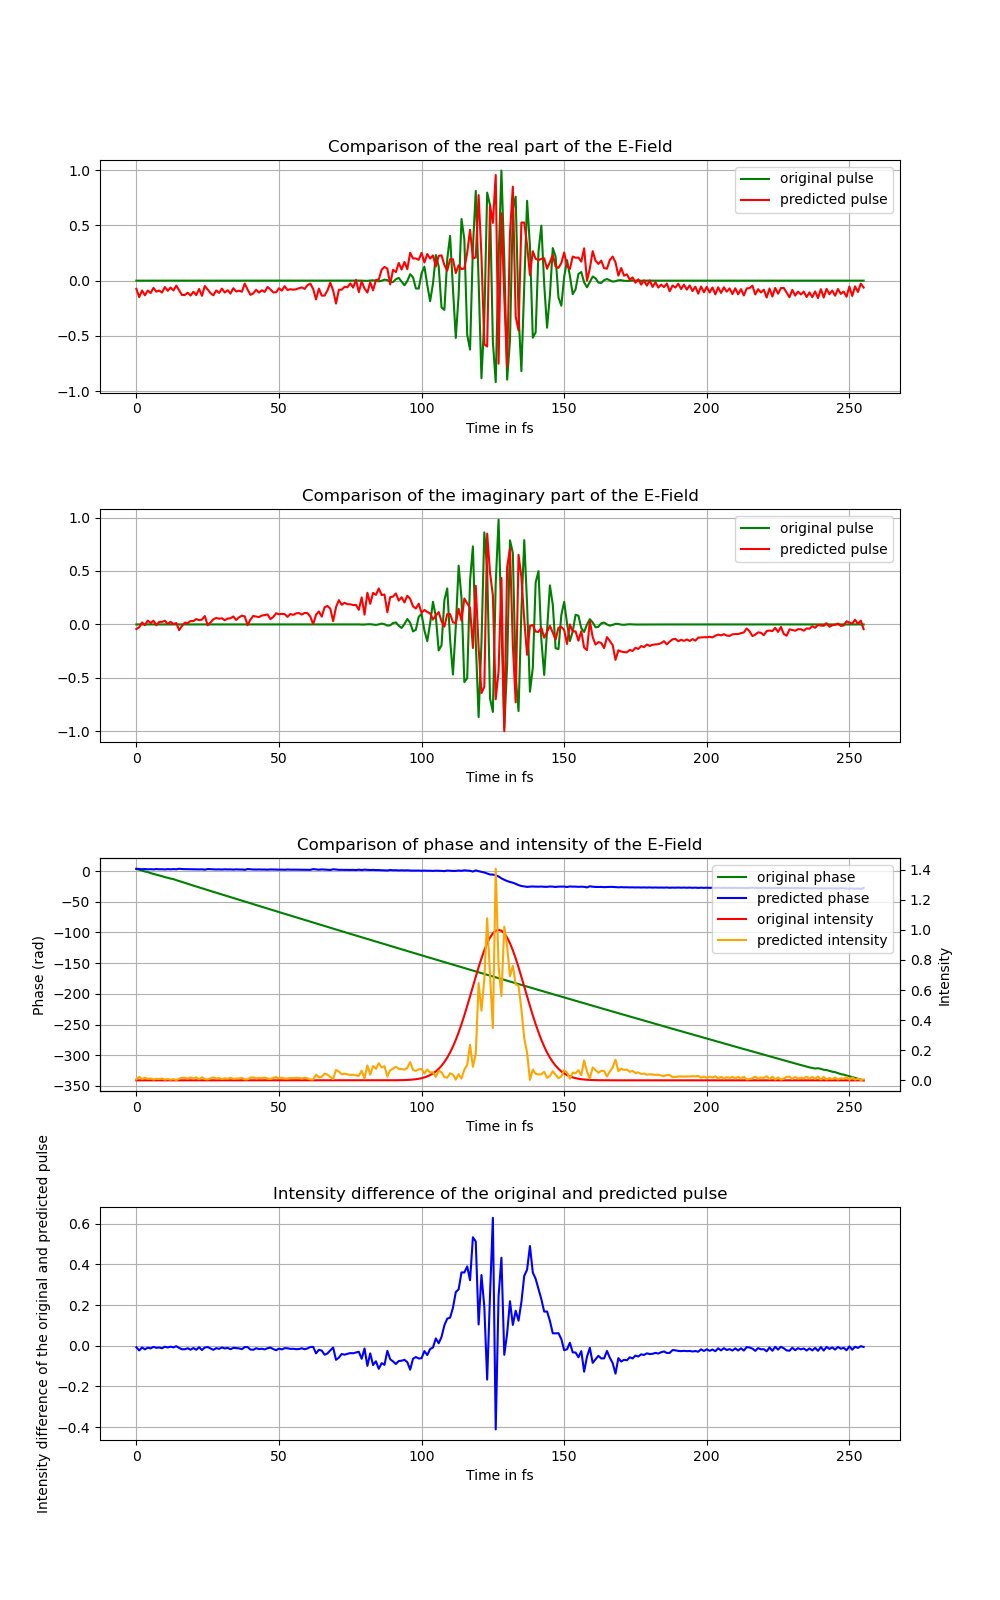 Comparison of the real part of the E-Field
1.0
0.5
0.0
−0.5
−1.0
original pulse
predicted pulse
0 50 100 150 200 250
Time in fs
Comparison of the imaginary part of the E-Field
1.0
0.5
0.0
−0.5
−1.0
original pulse
predicted pulse
0 50 100 150 200 250
Time in fs
Comparison of phase and intensity of the E-Field
Phase (rad)
0
−50
−100
−150
−200
−250
−300
−350
original phase
predicted phase
original intensity
predicted intensity
1.4
1.2
1.0
0.8
0.6
0.4
0.2
0.0
Intensity
0 50 100 150 200 250
Time in fs
Intensity difference of the original and predicted pulse
Intensity difference of the original and predicted pulse
0.6
0.4
0.2
0.0
−0.2
−0.4
0 50 100 150 200 250
Time in fs